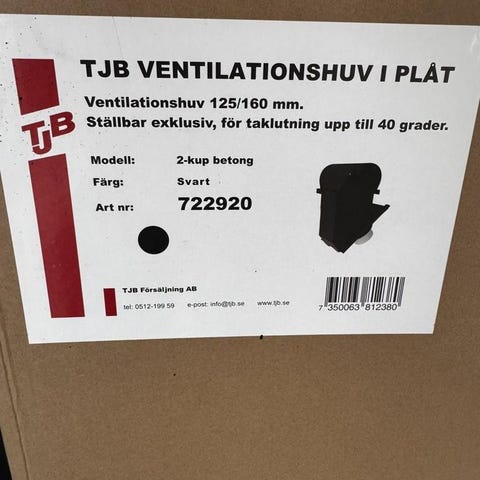 TJB VENTILATIONSHUV I PLÅT
TJB
Ventilationshuv 125/160 mm.
Ställbar exklusiv, för taklutning upp till 40 grader.
Modell: 2-kup betong
Färg: Svart
Art nr: 722920
TJB Försäljning AB
tel: 0512-199 59 e-post: info@tjb.se www.tjb.se
7 350063 812380